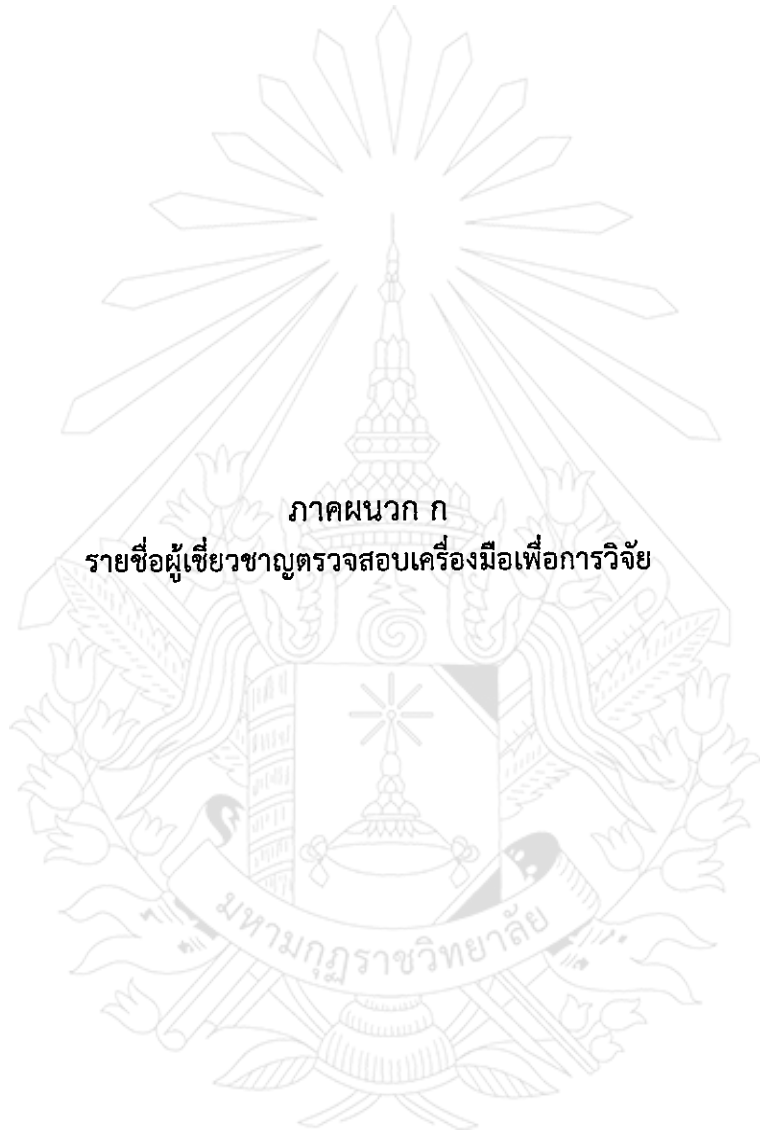 ภาคผนวก ก
รายชื่อผู้เชี่ยวชาญตรวจสอบเครื่องมือเพื่อการวิจัย
มหามกุฏราชวิทยาลัย